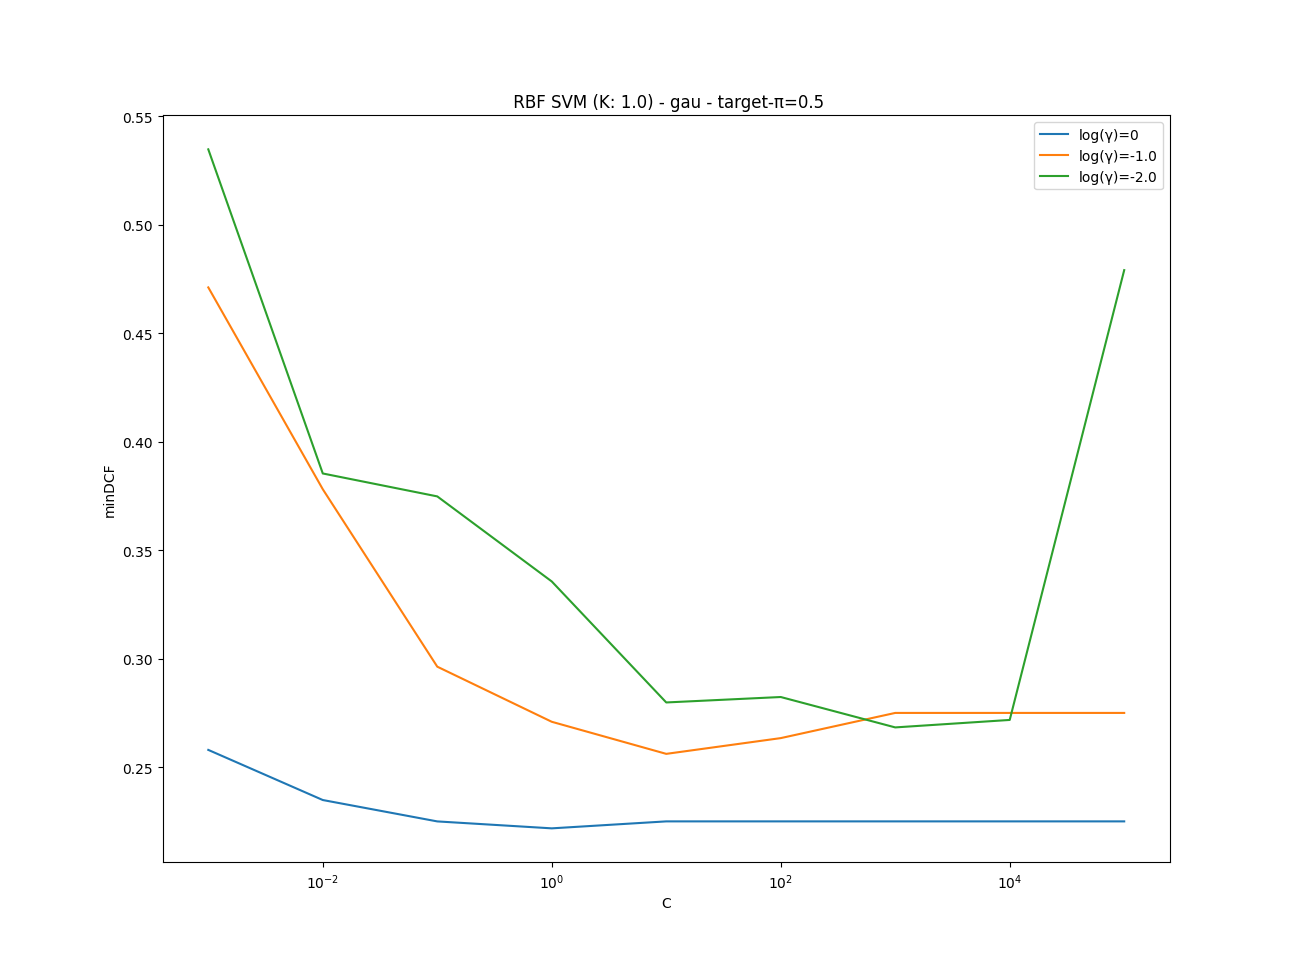 RBF SVM (K: 1.0) - gau - target-π=0.5
0.55
0.50
0.45
0.40
0.35
0.30
0.25
minDCF
log(γ)=0
log(γ)=-1.0
log(γ)=-2.0
10⁻²
10⁰
10²
10⁴
C